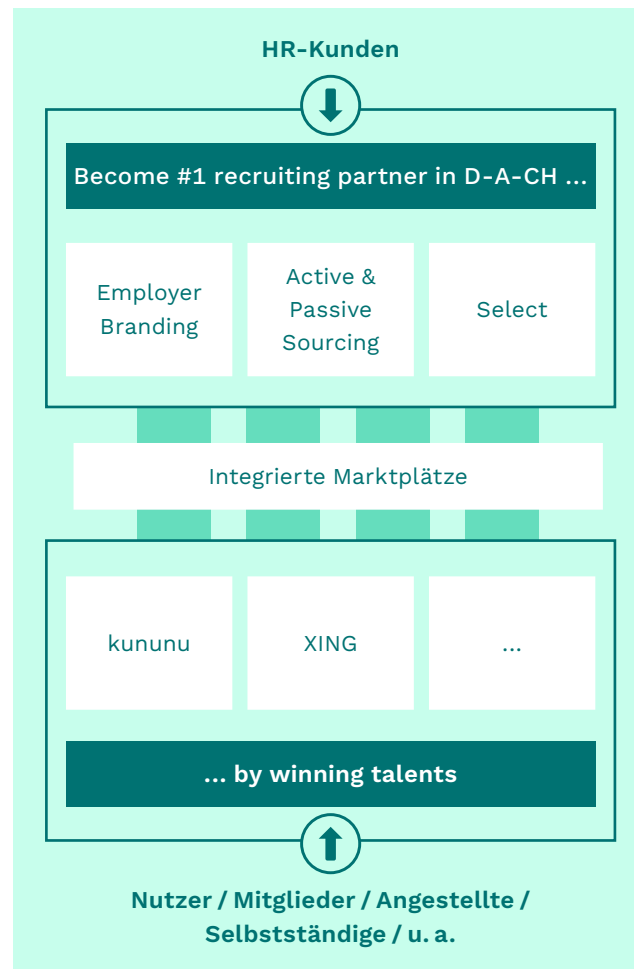 HR-Kunden
Become #1 recruiting partner in D-A-CH ...
Employer
Branding
Active &
Passive
Sourcing
Select
Integrierte Marktplätze
kununu
XING
...
... by winning talents
Nutzer / Mitglieder / Angestellte /
Selbstständige / u. a.